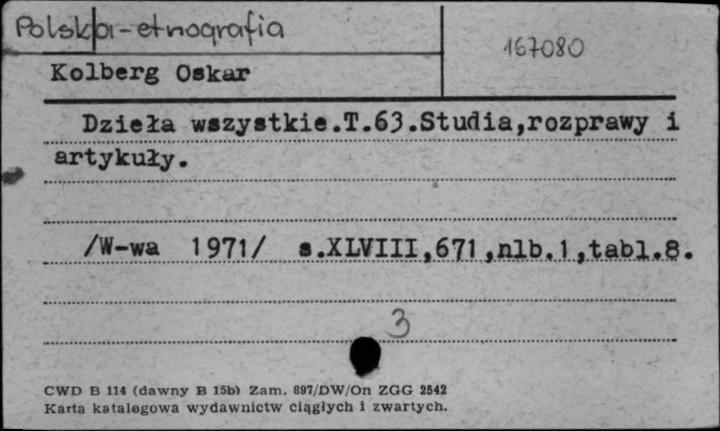 Polska - etnografia
167080
Kolberg Oskar
Dzieła wszystkie.T.63.Studia,rozprawy i
artykuły.
/W-wa 1971/ s.XLVIII,671,nlb.1,tabl.8.
3
CWD B 114 (dawny B 15b) Zam. 897/DW/On ZGG 2542
Karta katalogowa wydawnictw ciągłych i zwartych.